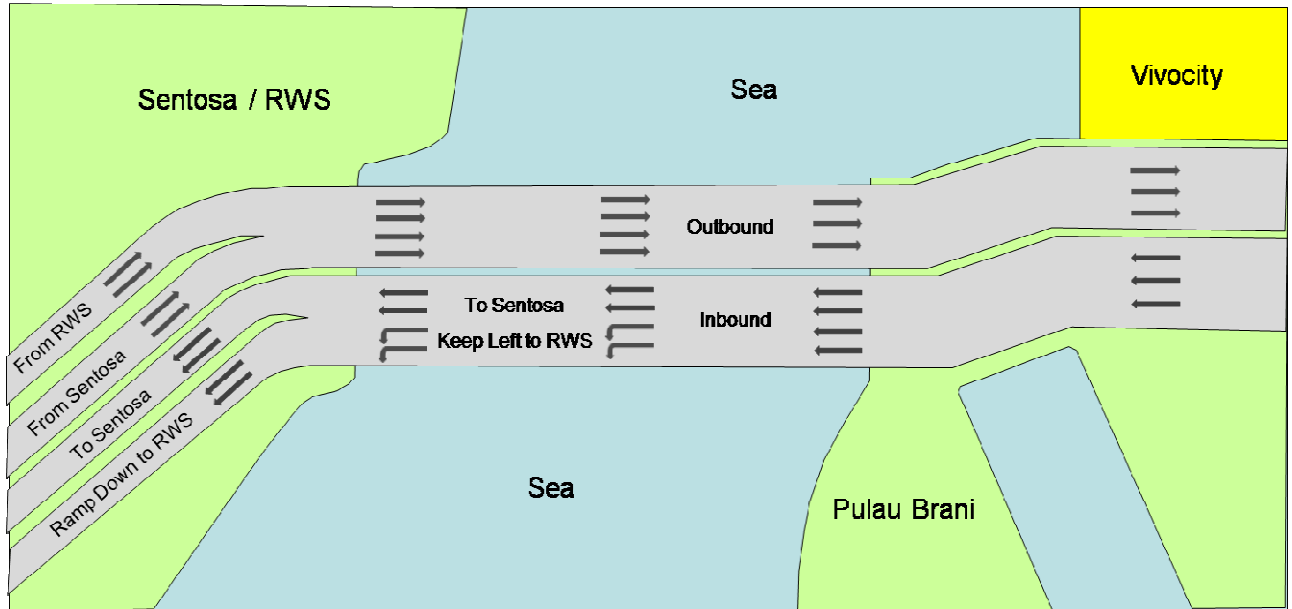 Vivocity
Sea
Sentosa / RWS
Outbound
To Sentosa
Inbound
Keep Left to RWS
From RWS
From Sentosa
To Sentosa
Ramp Down to RWS
Sea
Pulau Brani